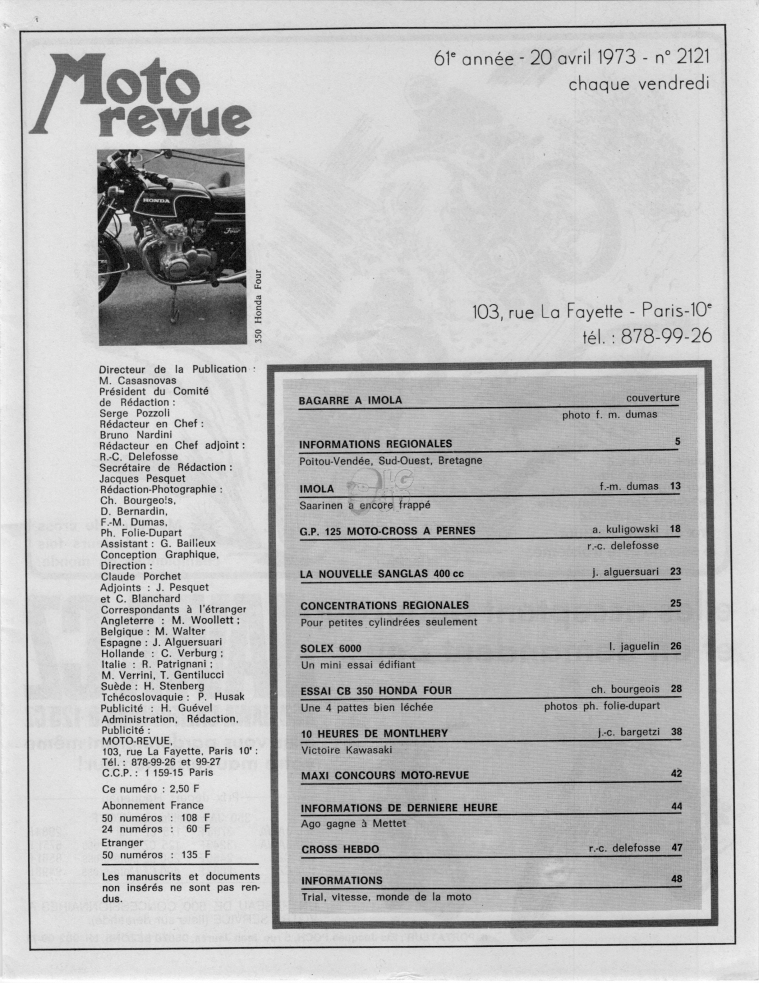 Moto
revue
61e année - 20 avril 1973 - n° 2121
chaque vendredi
HONDA
Four
350 Honda Four
103, rue La Fayette - Paris-10e
tél. : 878-99-26
Directeur de la Publication :
M. Casasnovas
Président du Comité
de Rédaction :
Serge Pozzoli
Rédacteur en Chef :
Bruno Nardini
Rédacteur en Chef adjoint :
R.-C. Delefosse
Secrétaire de Rédaction :
Jacques Pesquet
Rédaction-Photographie :
Ch. Bourgeois,
D. Bernardin,
F.-M. Dumas,
Ph. Folie-Dupart
Assistant : G. Bailleux
Conception Graphique,
Direction :
Claude Porchet
Adjoints : J. Pesquet
et C. Blanchard
Correspondants à l'étranger
Angleterre : M. Woollett ;
Belgique : M. Walter
Espagne : J. Alguersuari
Hollande : C. Verburg ;
Italie : R. Patrignani ;
M. Verrini, T. Gentilucci
Suède : H. Stenberg
Tchécoslovaquie : P. Husak
Publicité : H. Guével
Administration, Rédaction,
Publicité :
MOTO-REVUE,
103, rue La Fayette, Paris 10e :
Tél. : 878-99-26 et 99-27
C.C.P. : 1 159-15 Paris
Ce numéro : 2,50 F
Abonnement France
50 numéros : 108 F
24 numéros : 60 F
Etranger
50 numéros : 135 F
Les manuscrits et documents
non insérés ne sont pas ren-
dus.
BAGARRE A IMOLA couverture
photo f. m. dumas
INFORMATIONS REGIONALES 5
Poitou-Vendée, Sud-Ouest, Bretagne
IMOLA f.-m. dumas 13
Saarinen a encore frappé
G.P. 125 MOTO-CROSS A PERNES a. kuligowski 18
r.-c. delefosse
LA NOUVELLE SANGLAS 400 cc j. alguersuari 23
CONCENTRATIONS REGIONALES 25
Pour petites cylindrées seulement
SOLEX 6000 l. jaguelin 26
Un mini essai édifiant
ESSAI CB 350 HONDA FOUR ch. bourgeois 28
Une 4 pattes bien léchée photos ph. folie-dupart
10 HEURES DE MONTLHERY j.-c. bargetzi 38
Victoire Kawasaki
MAXI CONCOURS MOTO-REVUE 42
INFORMATIONS DE DERNIERE HEURE 44
Ago gagne à Mettet
CROSS HEBDO r.-c. delefosse 47
INFORMATIONS 48
Trial, vitesse, monde de la moto